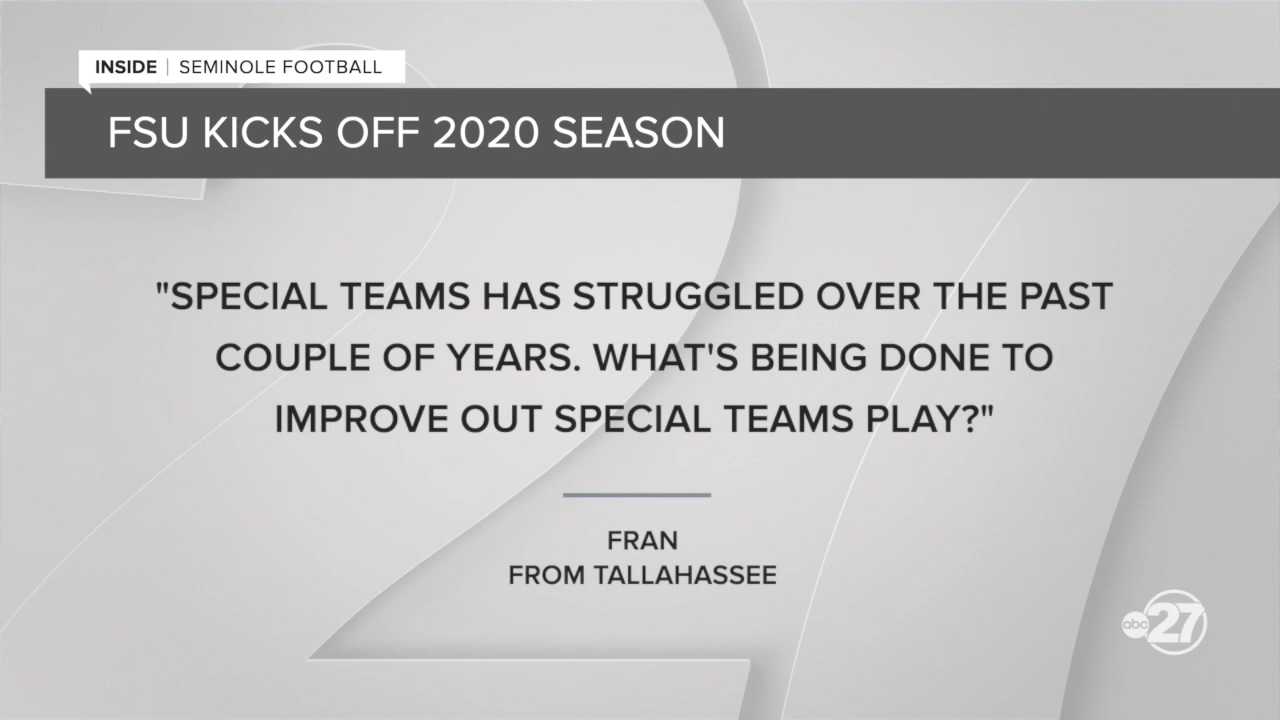 INSIDE | SEMINOLE FOOTBALL
FSU KICKS OFF 2020 SEASON
"SPECIAL TEAMS HAS STRUGGLED OVER THE PAST
COUPLE OF YEARS. WHAT'S BEING DONE TO
IMPROVE OUT SPECIAL TEAMS PLAY?"
FRAN
FROM TALLAHASSEE
abc 27